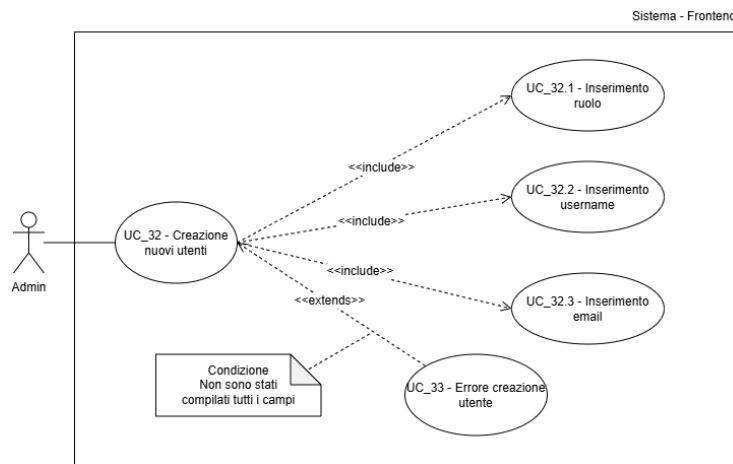 Sistema - Frontend
UC_32.1 - Inserimento
ruolo
<<include>>
UC_32.2 - Inserimento
username
<<include>>
UC_32 - Creazione
nuovi utenti
Admin
<<include>>
UC_32.3 - Inserimento
email
<<extends>>
Condizione
Non sono stati
compilati tutti i campi
UC_33 - Errore creazione
utente